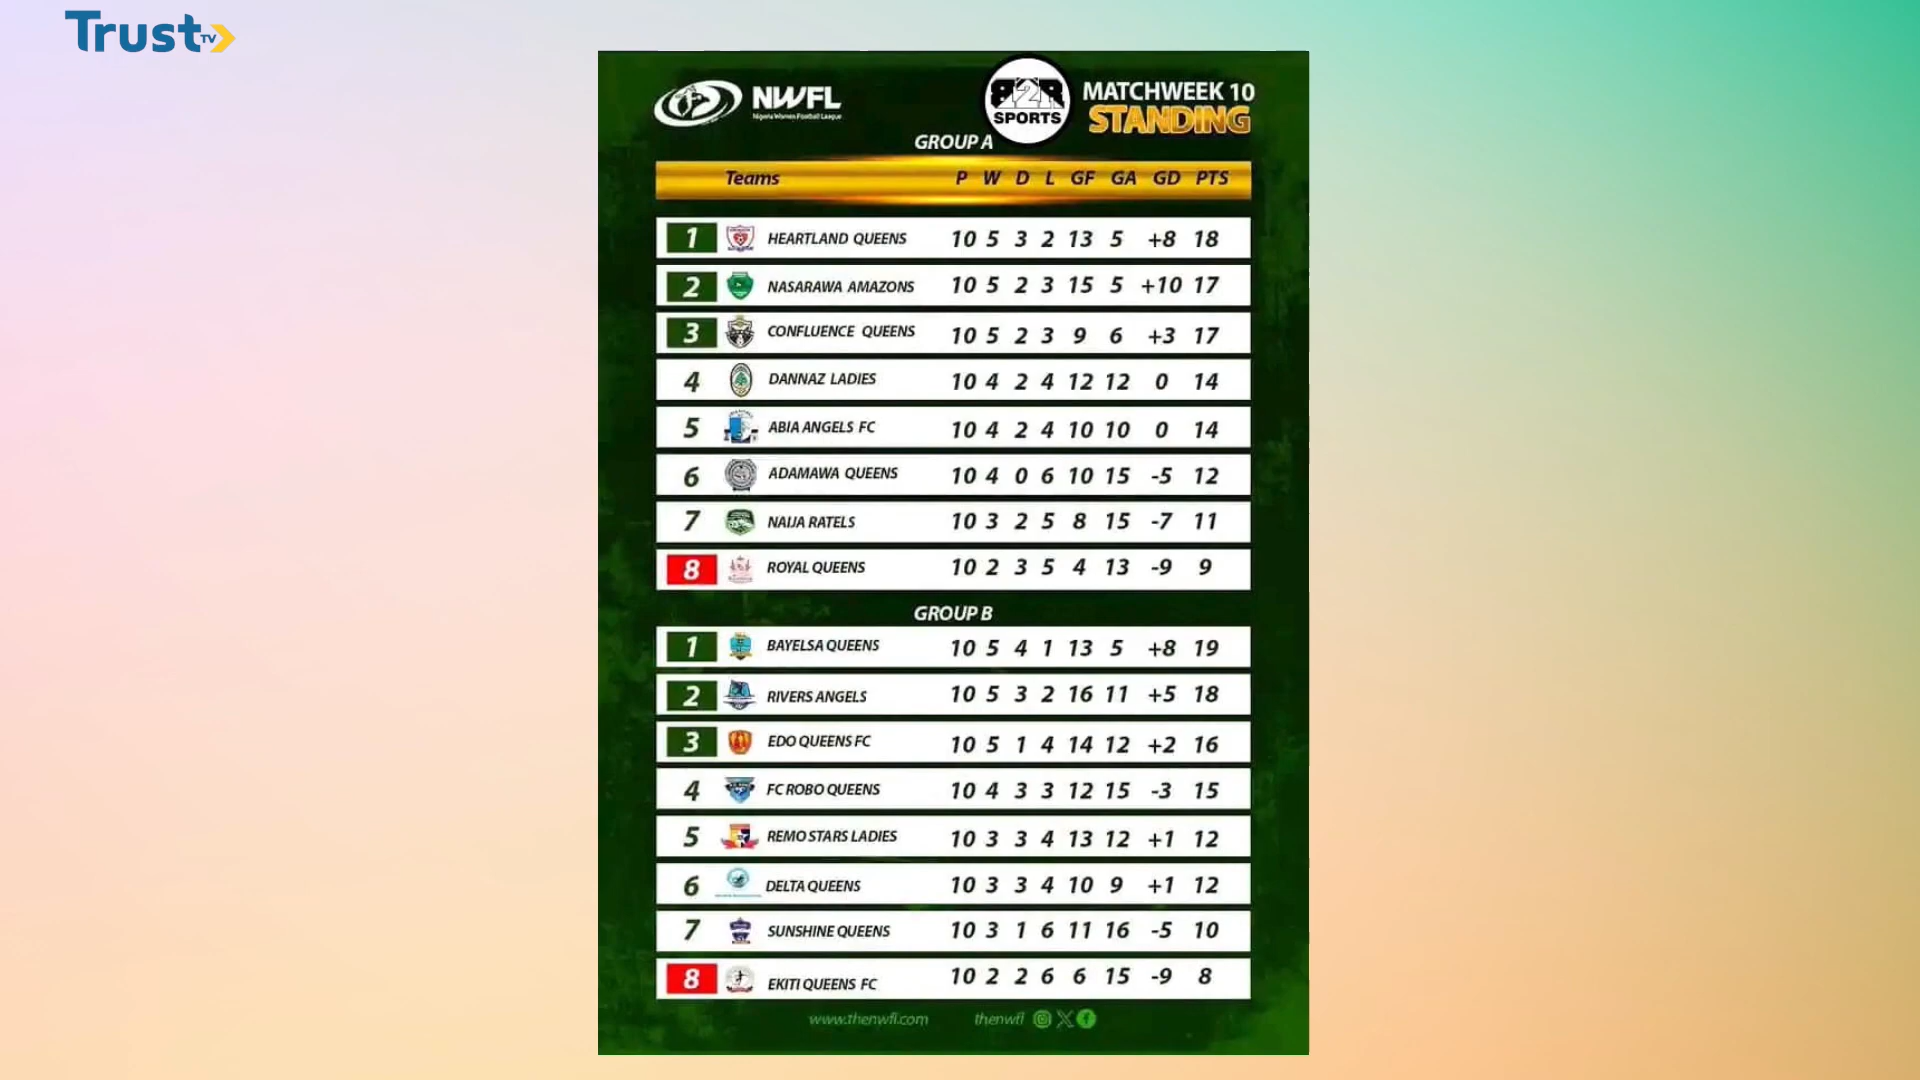 Trust TV
NWFL
Nigeria Women Football League
R2R
SPORTS
MATCHWEEK 10
STANDING
GROUP A
Teams P W D L GF GA GD PTS
1 HEARTLAND QUEENS 10 5 3 2 13 5 +8 18
2 NASARAWA AMAZONS 10 5 2 3 15 5 +10 17
3 CONFLUENCE QUEENS 10 5 2 3 9 6 +3 17
4 DANNAZ LADIES 10 4 2 4 12 12 0 14
5 ABIA ANGELS FC 10 4 2 4 10 10 0 14
6 ADAMAWA QUEENS 10 4 0 6 10 15 -5 12
7 NAIJA RATELS 10 3 2 5 8 15 -7 11
8 ROYAL QUEENS 10 2 3 5 4 13 -9 9
GROUP B
1 BAYELSA QUEENS 10 5 4 1 13 5 +8 19
2 RIVERS ANGELS 10 5 3 2 16 11 +5 18
3 EDO QUEENS FC 10 5 1 4 14 12 +2 16
4 FC ROBO QUEENS 10 4 3 3 12 15 -3 15
5 REMO STARS LADIES 10 3 3 4 13 12 +1 12
6 DELTA QUEENS 10 3 3 4 10 9 +1 12
7 SUNSHINE QUEENS 10 3 1 6 11 16 -5 10
8 EKITI QUEENS FC 10 2 2 6 6 15 -9 8
www.thenwfl.com thenwfl